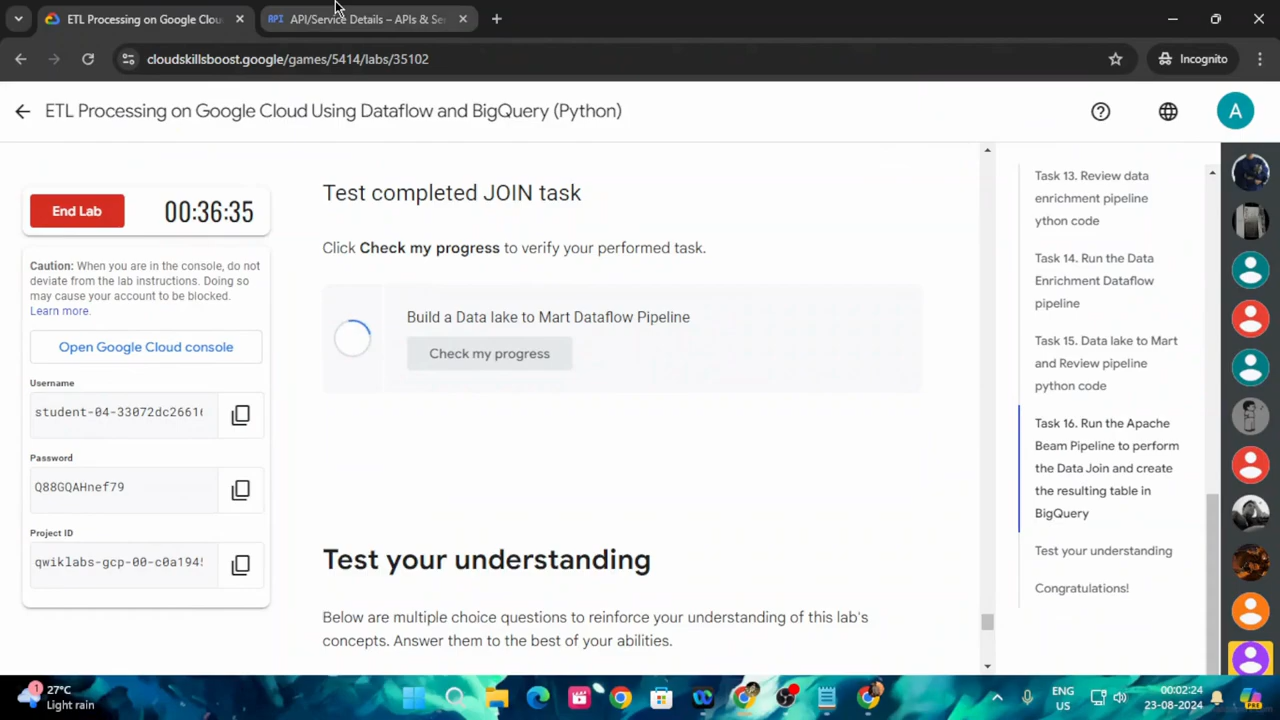 ETL Processing on Google Clou
API API/Service Details – APIs & Se
cloudskillsboost.google/games/5414/labs/35102
Incognito
ETL Processing on Google Cloud Using Dataflow and BigQuery (Python)
A
End Lab
00:36:35
Caution: When you are in the console, do not
deviate from the lab instructions. Doing so
may cause your account to be blocked.
Learn more.
Open Google Cloud console
Username
student-04-33072dc2661
Password
Q88GQAHnef79
Project ID
qwiklabs-gcp-00-c0a194
Test completed JOIN task
Click Check my progress to verify your performed task.
Build a Data lake to Mart Dataflow Pipeline
Check my progress
Test your understanding
Below are multiple choice questions to reinforce your understanding of this lab's
concepts. Answer them to the best of your abilities.
Task 13. Review data
enrichment pipeline
ython code
Task 14. Run the Data
Enrichment Dataflow
pipeline
Task 15. Data lake to Mart
and Review pipeline
python code
Task 16. Run the Apache
Beam Pipeline to perform
the Data Join and create
the resulting table in
BigQuery
Test your understanding
Congratulations!
1
27°C
Light rain
ENG
US
00:02:24
23-08-2024
PRE